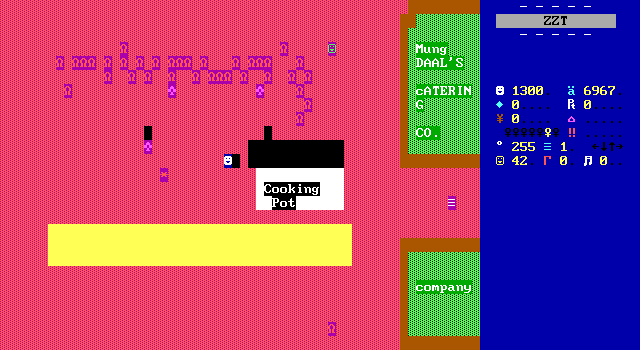 ZZT
Mung
DAAL'S
cATERIN
G
CO.
1300 6967
0 0
0
255 1
42 0 0
Cooking
Pot
company